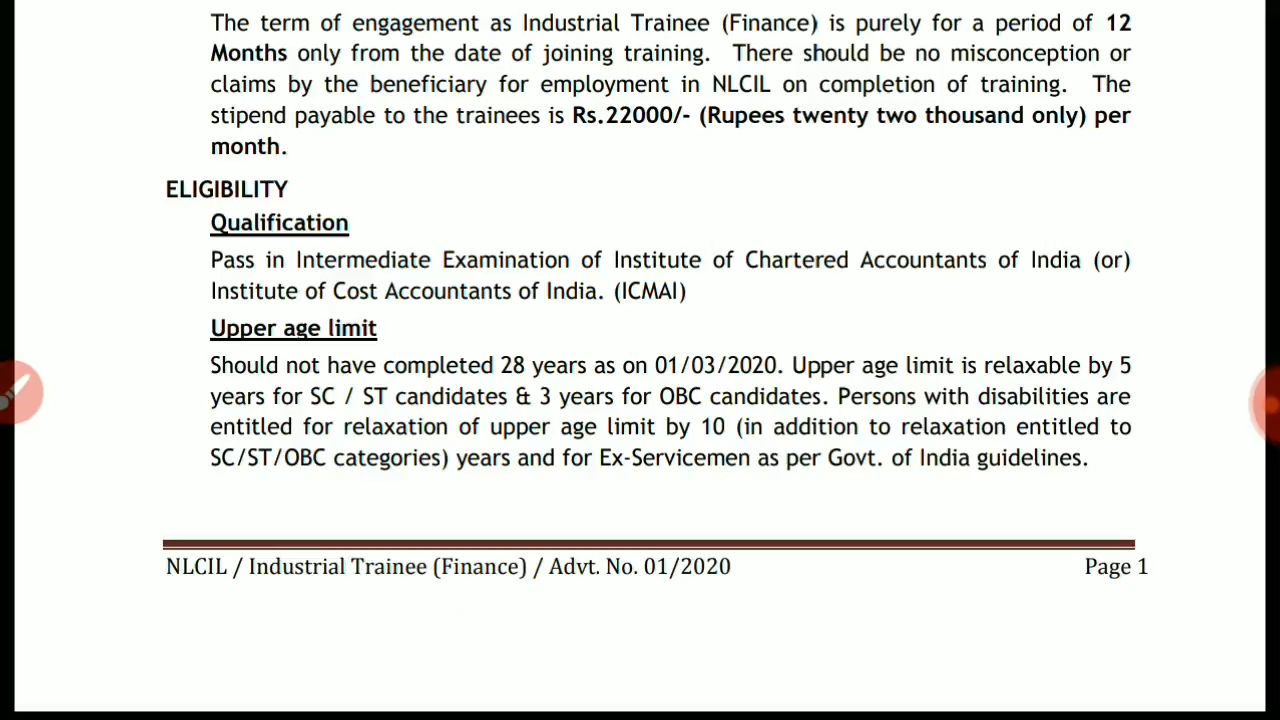 The term of engagement as Industrial Trainee (Finance) is purely for a period of 12
Months only from the date of joining training. There should be no misconception or
claims by the beneficiary for employment in NLCIL on completion of training. The
stipend payable to the trainees is Rs.22000/- (Rupees twenty two thousand only) per
month.
ELIGIBILITY
Qualification
Pass in Intermediate Examination of Institute of Chartered Accountants of India (or)
Institute of Cost Accountants of India. (ICMAI)
Upper age limit
Should not have completed 28 years as on 01/03/2020. Upper age limit is relaxable by 5
years for SC / ST candidates & 3 years for OBC candidates. Persons with disabilities are
entitled for relaxation of upper age limit by 10 (in addition to relaxation entitled to
SC/ST/OBC categories) years and for Ex-Servicemen as per Govt. of India guidelines.
NLCIL / Industrial Trainee (Finance) / Advt. No. 01/2020 Page 1